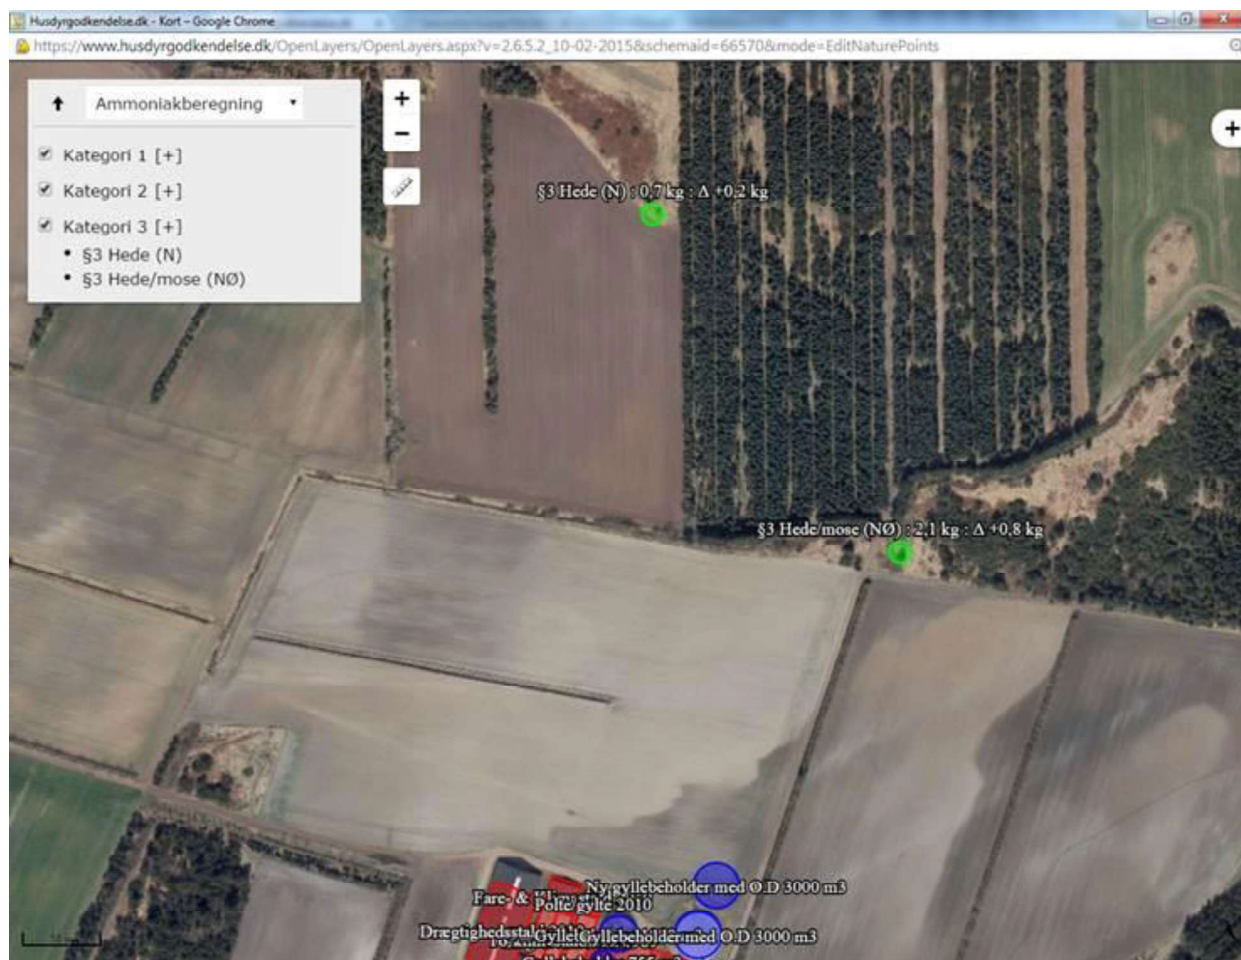 Husdyrgodkendelse.dk - Kort - Google Chrome
https://www.husdyrgodkendelse.dk/OpenLayers/OpenLayers.aspx?v=2.6.5.2_10-02-2015&schemaid=66570&mode=EditNaturePoints
Ammoniakberegning
Kategori 1 [+]
Kategori 2 [+]
Kategori 3 [+]
§3 Hede (N)
§3 Hede/mose (NØ)
§3 Hede (N) : 0,7 kg : Δ +0,2 kg
§3 Hede/mose (NØ) : 2,1 kg : Δ +0,8 kg
Ny gyllebeholder med O.D 3000 m3
Fare- &
Polte/gylte 2010
Drægtighedsstald
Gyllebeholder med O.D 3000 m3